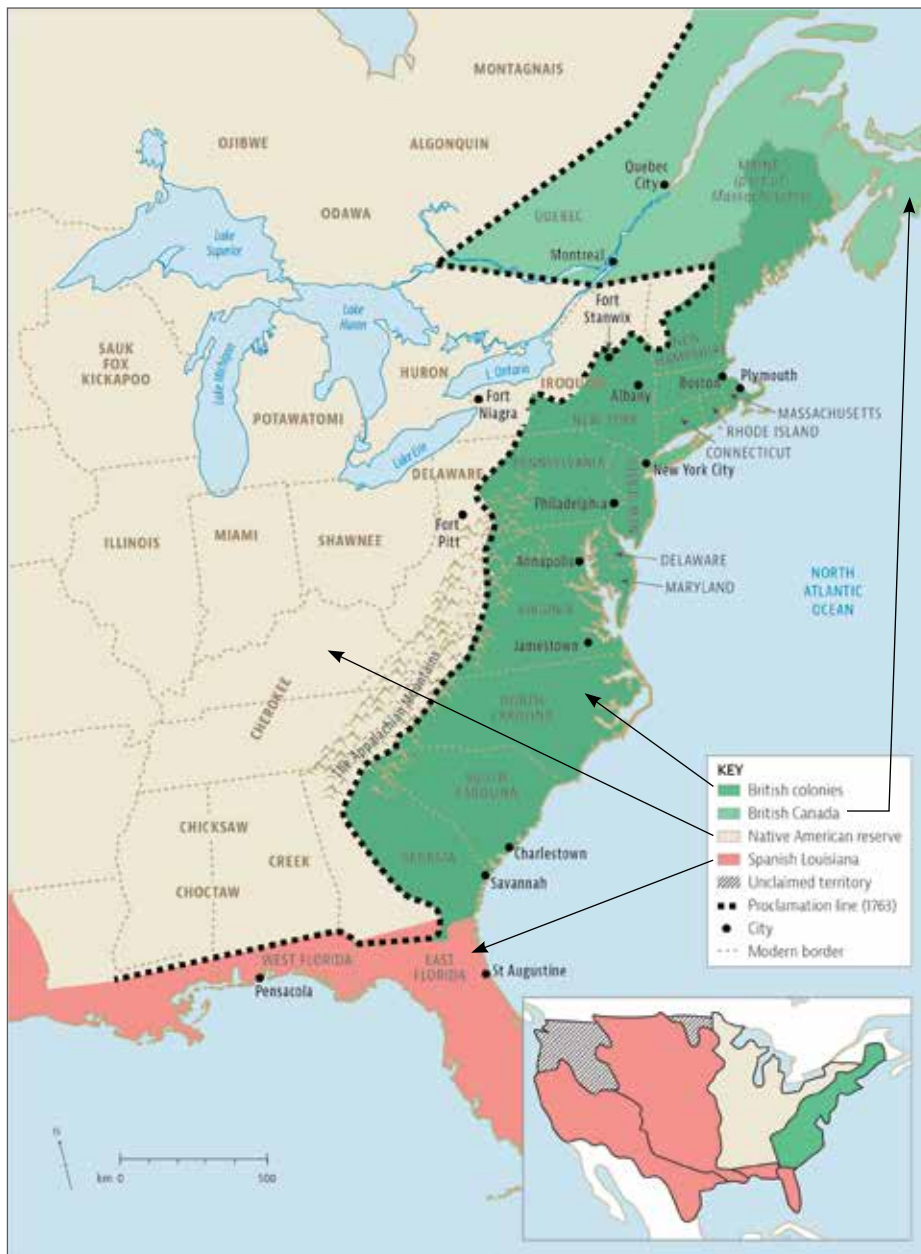 MONTAGNAIS
OJIBWE
ALGONQUIN
Quebec
City
MAINE
(part of
Massachusetts)
ODAWA
QUEBEC
Lake
Superior
Montreal
Lake
Huron
Fort
Stanwix
NEW
HAMPSHIRE
SAUK
FOX
KICKAPOO
Lake Michigan
HURON
L. Ontario
IROQUOIS
Albany
Boston
Plymouth
POTAWATOMI
Fort
Niagra
NEW YORK
MASSACHUSETTS
RHODE ISLAND
CONNECTICUT
Lake Erie
DELAWARE
PENNSYLVANIA
New York City
NEW JERSEY
Philadelphia
ILLINOIS
MIAMI
SHAWNEE
Fort
Pitt
Annapolis
DELAWARE
MARYLAND
NORTH
ATLANTIC
OCEAN
VIRGINIA
Jamestown
CHEROKEE
The Appalachian Mountains
NORTH
CAROLINA
SOUTH
CAROLINA
KEY
British colonies
British Canada
Native American reserve
Spanish Louisiana
Unclaimed territory
Proclamation line (1763)
City
Modern border
CHICKSAW
CREEK
CHOCTAW
GEORGIA
Charlestown
Savannah
WEST FLORIDA
EAST
FLORIDA
St Augustine
Pensacola
N
km 0
500